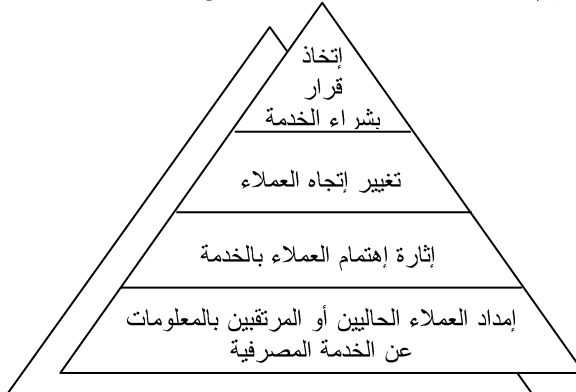 إتخاذ
قرار
بشراء الخدمة
تغيير إتجاه العملاء
إثارة إهتمام العملاء بالخدمة
إمداد العملاء الحاليين أو المرتقبين بالمعلومات
عن الخدمة المصرفية